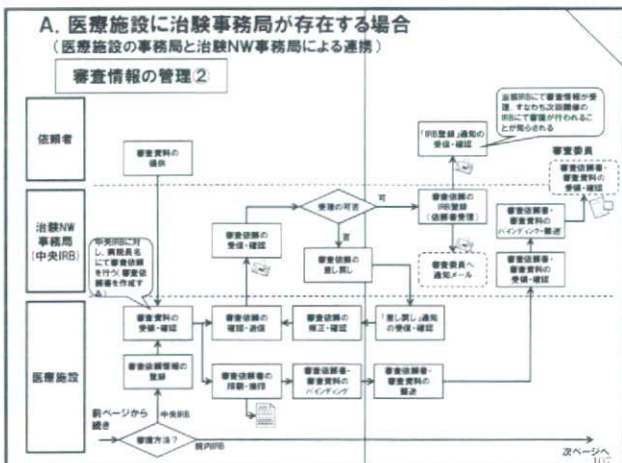 A. 医療施設に治験事務局が存在する場合
(医療施設の事務局と治験NW事務局による連携)
審査情報の管理②
依頼者
審査資料の
提供
「IRB登録」通知の
受信・確認
当該IRBにて審査情報が受
理、すなわち次回開催の
IRBにて審議が行われるこ
とが知らされる
審査委員
審査依頼書・
審査資料の
受領・確認
治験NW
事務局
(中央IRB)
中央IRBに対
し、病院長名
にて審査依頼
を行う(審査依
頼書を作成す
る)
審査依頼の
受信・確認
受理の可否
可
否
審査依頼の
差し戻し
審査依頼の
IRB登録
(依頼書受理)
審査委員へ
通知メール
審査依頼書・
審査資料の
バインディング・郵送
審査依頼書・
審査資料の
受領・確認
医療施設
審査資料の
受領・確認
審査依頼の
確認・送信
審査依頼の
修正・確認
「差し戻し」通知
の受信・確認
審査依頼情報の
登録
審査依頼書の
印刷・捺印
審査依頼書・
審査資料の
バインディング
審査依頼書・
審査資料の
郵送
前ページから
続き
中央IRB
審議方法?
院内IRB
次ページへ
107